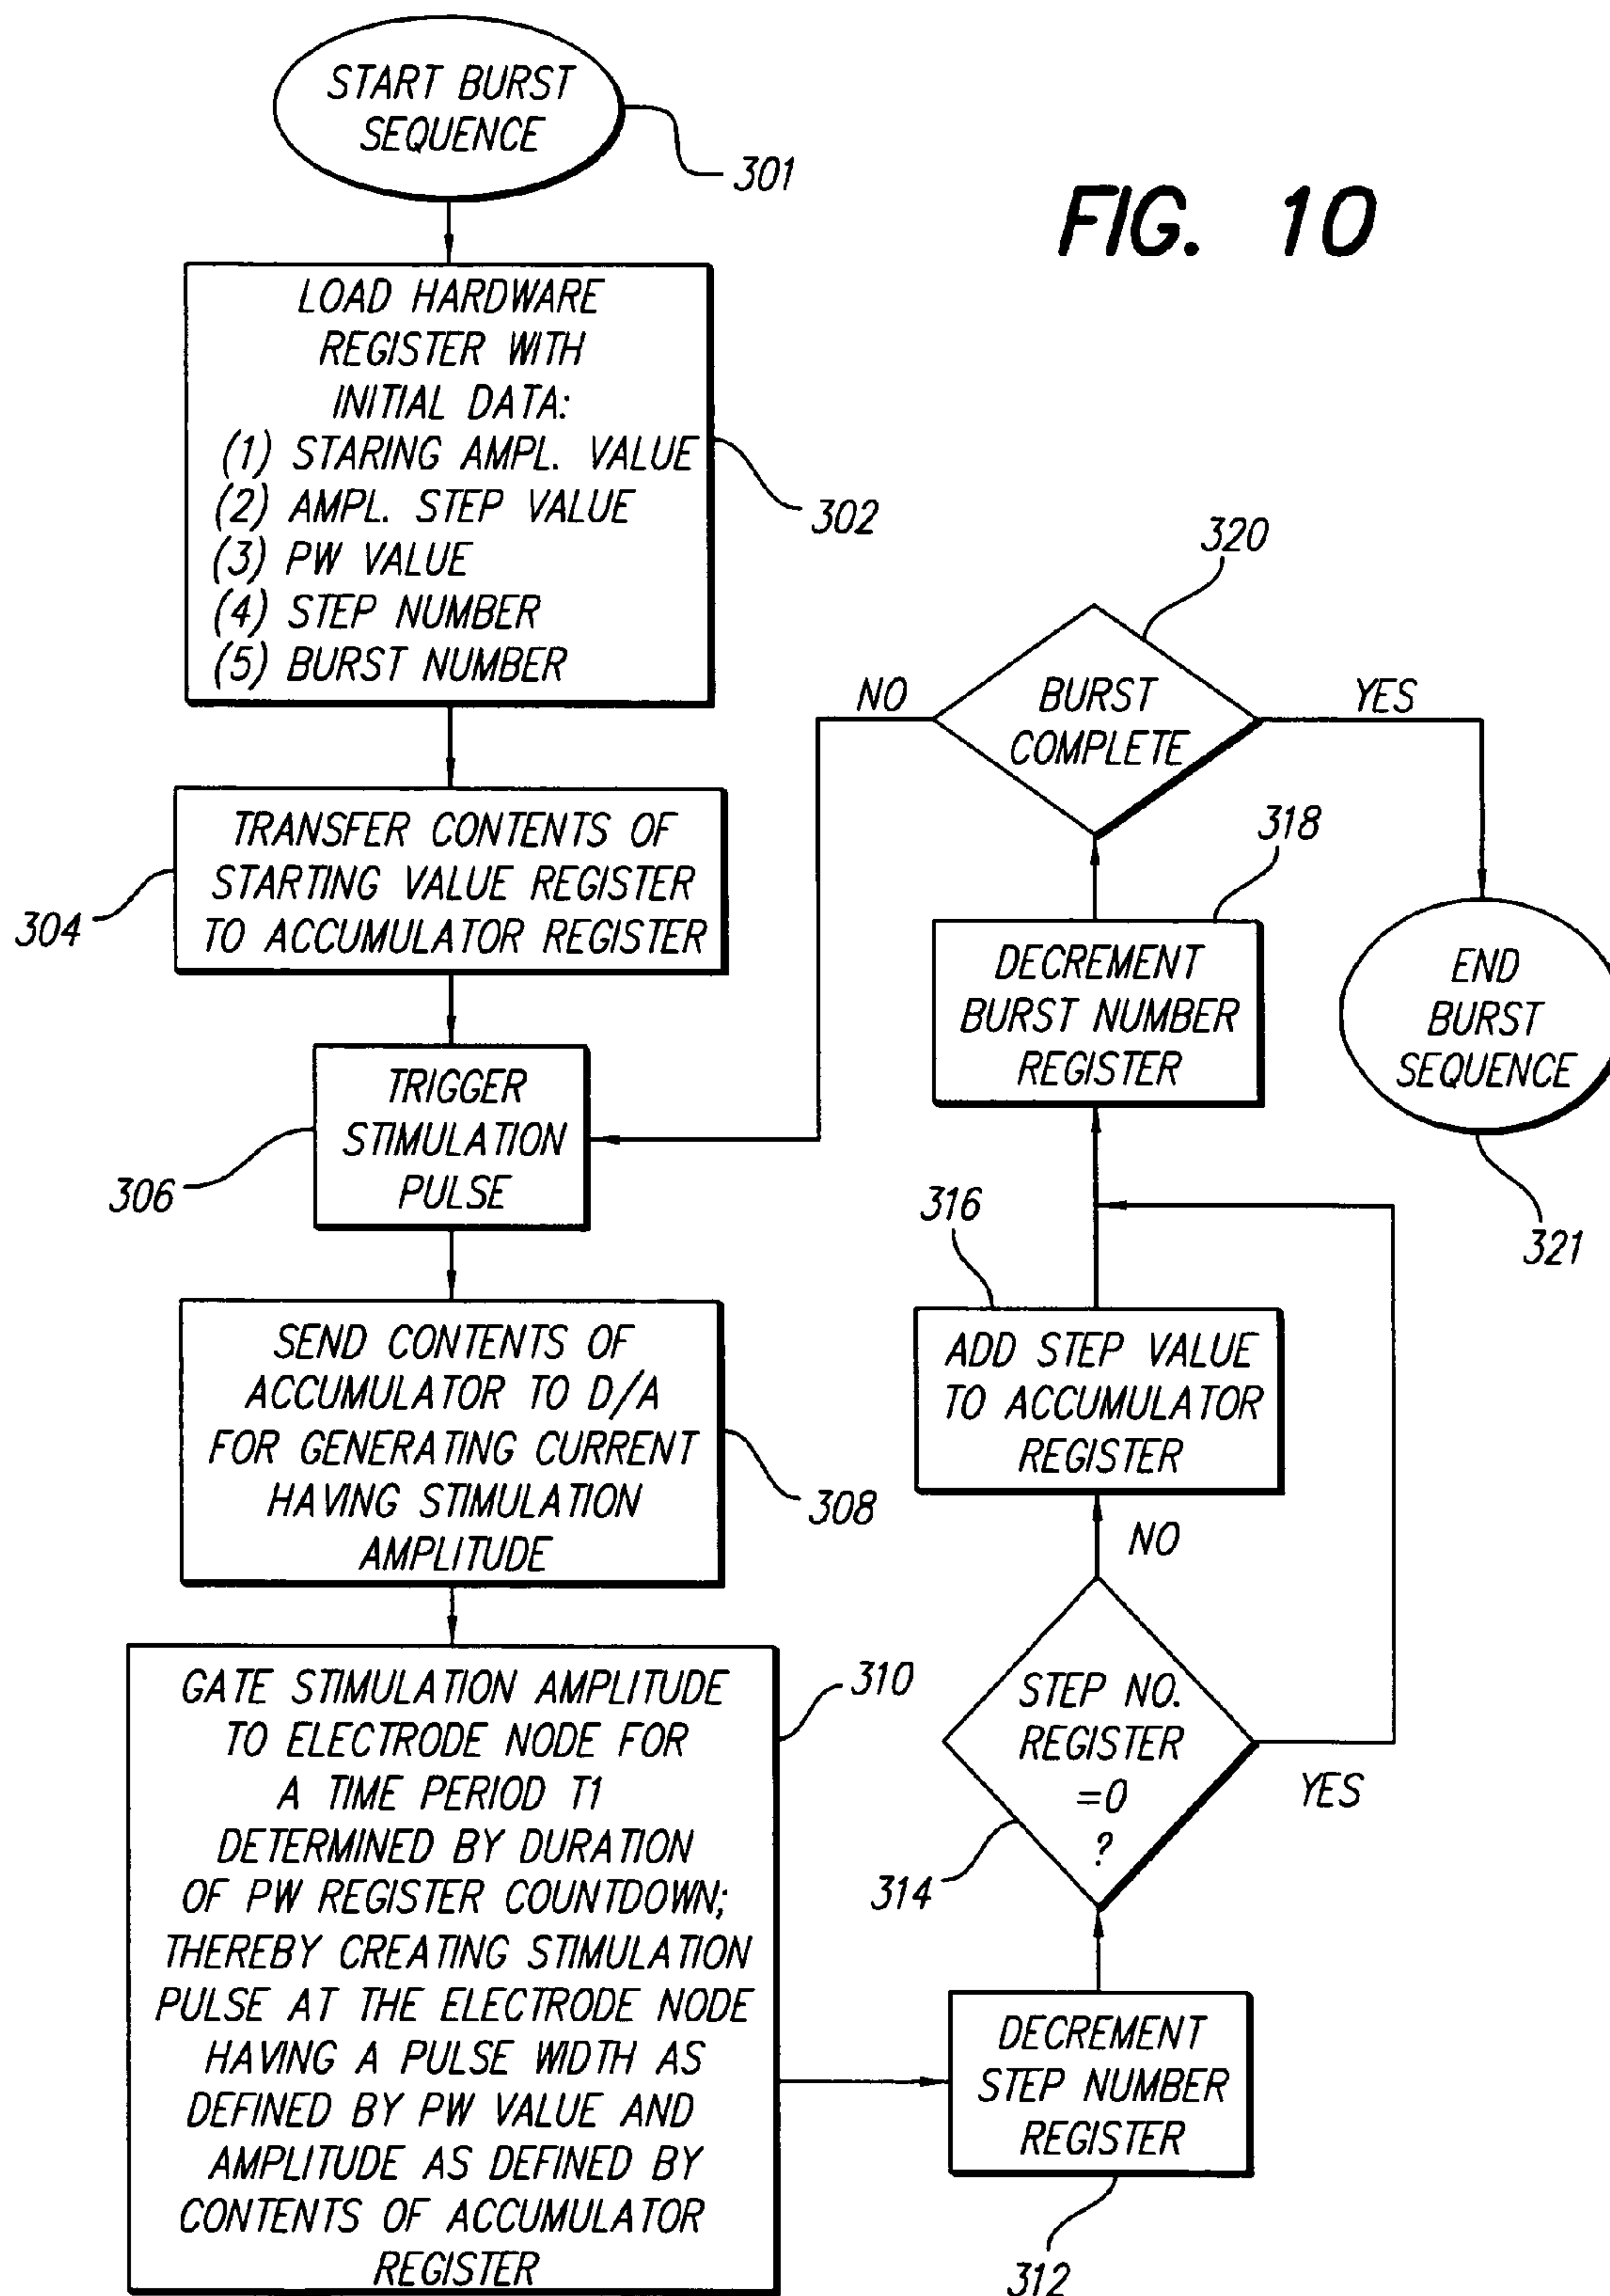 START BURST
SEQUENCE
301
FIG. 10
LOAD HARDWARE
REGISTER WITH
INITIAL DATA:
(1) STARING AMPL. VALUE
(2) AMPL. STEP VALUE
(3) PW VALUE
(4) STEP NUMBER
(5) BURST NUMBER
302
TRANSFER CONTENTS OF
STARTING VALUE REGISTER
TO ACCUMULATOR REGISTER
304
TRIGGER
STIMULATION
PULSE
306
SEND CONTENTS OF
ACCUMULATOR TO D/A
FOR GENERATING CURRENT
HAVING STIMULATION
AMPLITUDE
308
GATE STIMULATION AMPLITUDE
TO ELECTRODE NODE FOR
A TIME PERIOD T1
DETERMINED BY DURATION
OF PW REGISTER COUNTDOWN;
THEREBY CREATING STIMULATION
PULSE AT THE ELECTRODE NODE
HAVING A PULSE WIDTH AS
DEFINED BY PW VALUE AND
AMPLITUDE AS DEFINED BY
CONTENTS OF ACCUMULATOR
REGISTER
310
DECREMENT
STEP NUMBER
REGISTER
312
STEP NO.
REGISTER
=0
?
314
YES
NO
ADD STEP VALUE
TO ACCUMULATOR
REGISTER
316
DECREMENT
BURST NUMBER
REGISTER
318
BURST
COMPLETE
320
NO
YES
END
BURST
SEQUENCE
321